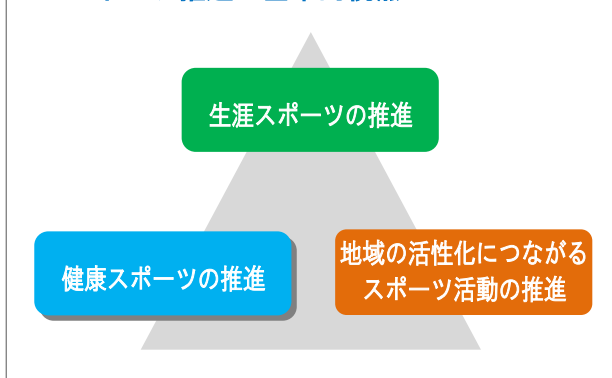 生涯スポーツの推進
健康スポーツの推進
地域の活性化につながる
スポーツ活動の推進